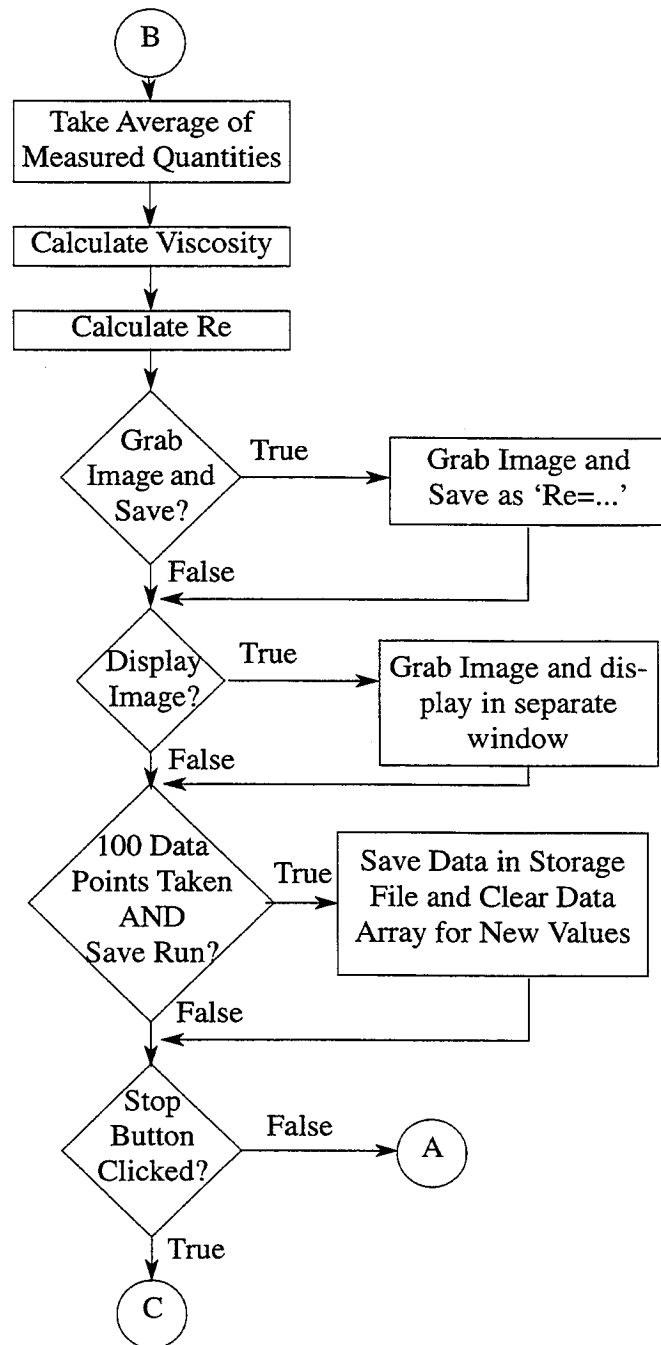 B
Take Average of
Measured Quantities
Calculate Viscosity
Calculate Re
Grab
Image and
Save?
True
Grab Image and
Save as ‘Re=...’
False
Display
Image?
True
Grab Image and dis-
play in separate
window
False
100 Data
Points Taken
AND
Save Run?
True
Save Data in Storage
File and Clear Data
Array for New Values
False
Stop
Button
Clicked?
False
A
True
C